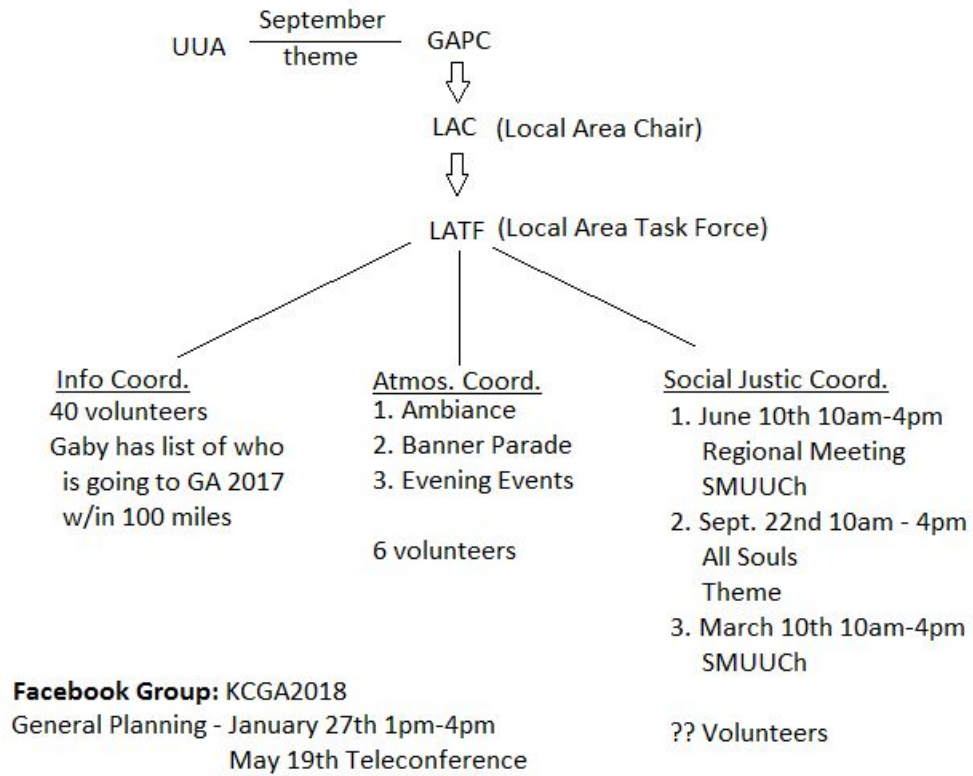 September
UUA
theme
GAPC
LAC (Local Area Chair)
LATF (Local Area Task Force)
Info Coord.
40 volunteers
Gaby has list of who
is going to GA 2017
w/in 100 miles
Atmos. Coord.
1. Ambiance
2. Banner Parade
3. Evening Events
6 volunteers
Social Justic Coord.
1. June 10th 10am-4pm
Regional Meeting
SMUUCh
2. Sept. 22nd 10am - 4pm
All Souls
Theme
3. March 10th 10am-4pm
SMUUCh
?? Volunteers
Facebook Group: KCGA2018
General Planning - January 27th 1pm-4pm
May 19th Teleconference